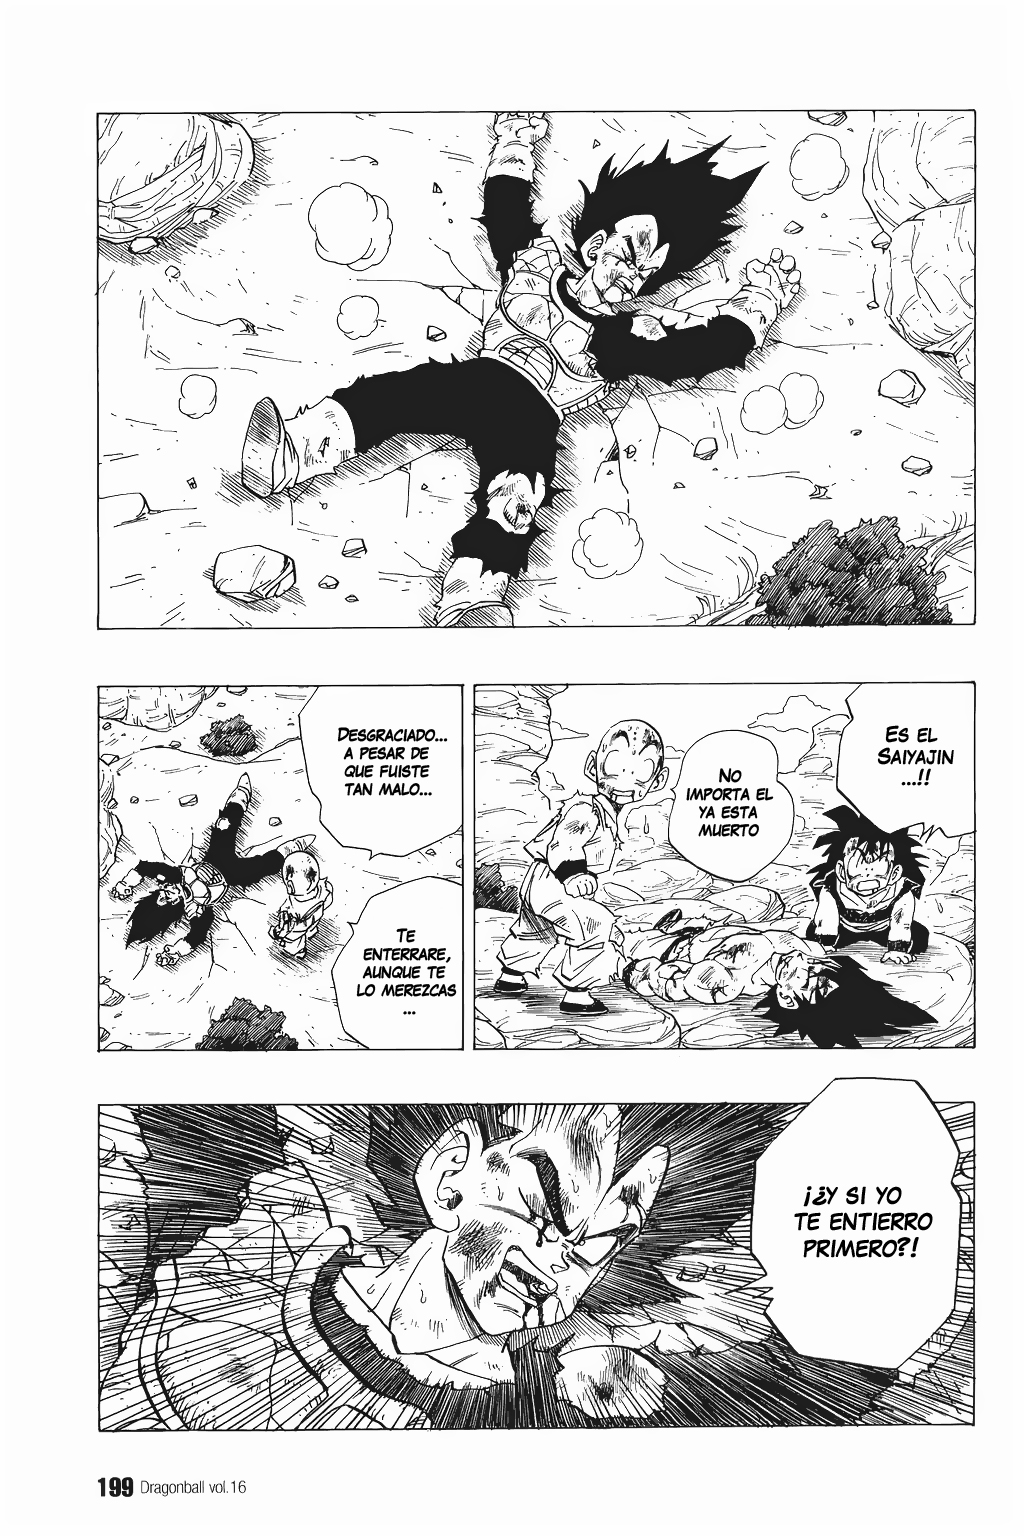 ES EL
SAIYAJIN
...!!
NO
IMPORTA EL
YA ESTA
MUERTO
DESGRACIADO...
A PESAR DE
QUE FUISTE
TAN MALO...
TE
ENTERRARE,
AUNQUE TE
LO MEREZCAS
...
¡¿Y SI YO
TE ENTIERRO
PRIMERO?!
199 Dragonball vol.16